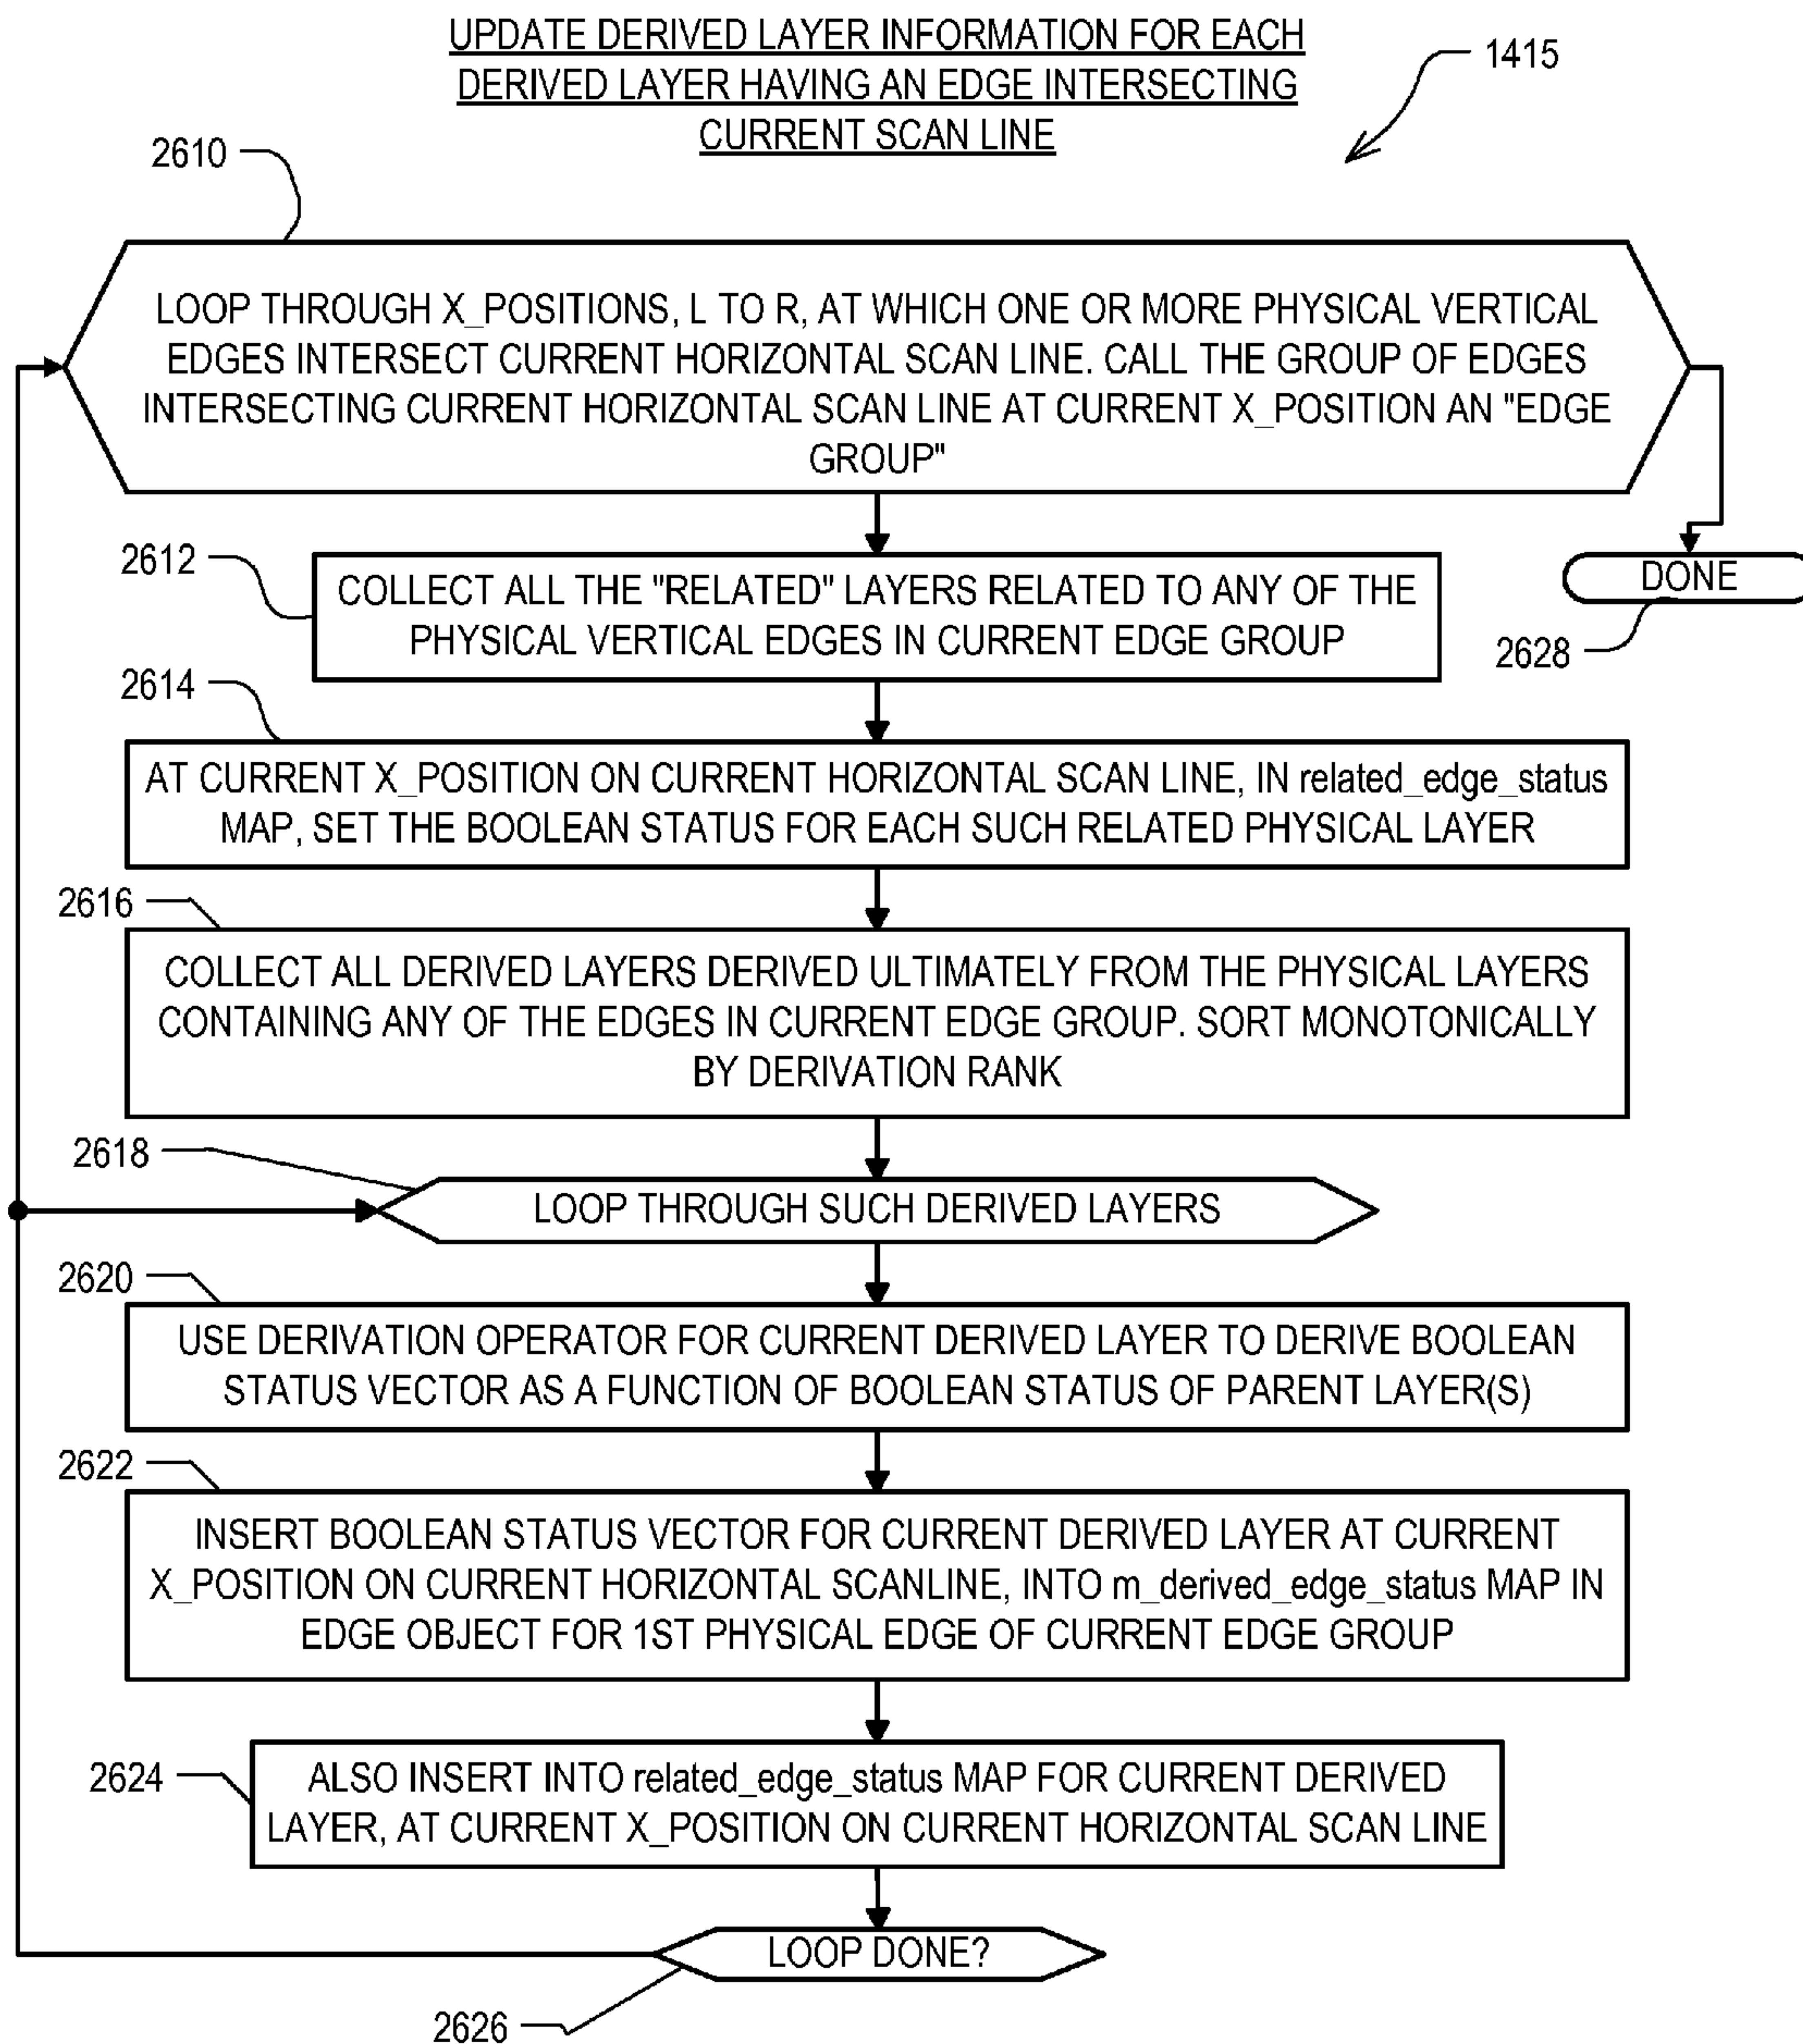 UPDATE DERIVED LAYER INFORMATION FOR EACH
DERIVED LAYER HAVING AN EDGE INTERSECTING
CURRENT SCAN LINE
1415
2610
LOOP THROUGH X_POSITIONS, L TO R, AT WHICH ONE OR MORE PHYSICAL VERTICAL
EDGES INTERSECT CURRENT HORIZONTAL SCAN LINE. CALL THE GROUP OF EDGES
INTERSECTING CURRENT HORIZONTAL SCAN LINE AT CURRENT X_POSITION AN "EDGE
GROUP"
2612
COLLECT ALL THE "RELATED" LAYERS RELATED TO ANY OF THE
PHYSICAL VERTICAL EDGES IN CURRENT EDGE GROUP
DONE
2628
2614
AT CURRENT X_POSITION ON CURRENT HORIZONTAL SCAN LINE, IN related_edge_status
MAP, SET THE BOOLEAN STATUS FOR EACH SUCH RELATED PHYSICAL LAYER
2616
COLLECT ALL DERIVED LAYERS DERIVED ULTIMATELY FROM THE PHYSICAL LAYERS
CONTAINING ANY OF THE EDGES IN CURRENT EDGE GROUP. SORT MONOTONICALLY
BY DERIVATION RANK
2618
LOOP THROUGH SUCH DERIVED LAYERS
2620
USE DERIVATION OPERATOR FOR CURRENT DERIVED LAYER TO DERIVE BOOLEAN
STATUS VECTOR AS A FUNCTION OF BOOLEAN STATUS OF PARENT LAYER(S)
2622
INSERT BOOLEAN STATUS VECTOR FOR CURRENT DERIVED LAYER AT CURRENT
X_POSITION ON CURRENT HORIZONTAL SCANLINE, INTO m_derived_edge_status MAP IN
EDGE OBJECT FOR 1ST PHYSICAL EDGE OF CURRENT EDGE GROUP
2624
ALSO INSERT INTO related_edge_status MAP FOR CURRENT DERIVED
LAYER, AT CURRENT X_POSITION ON CURRENT HORIZONTAL SCAN LINE
LOOP DONE?
2626